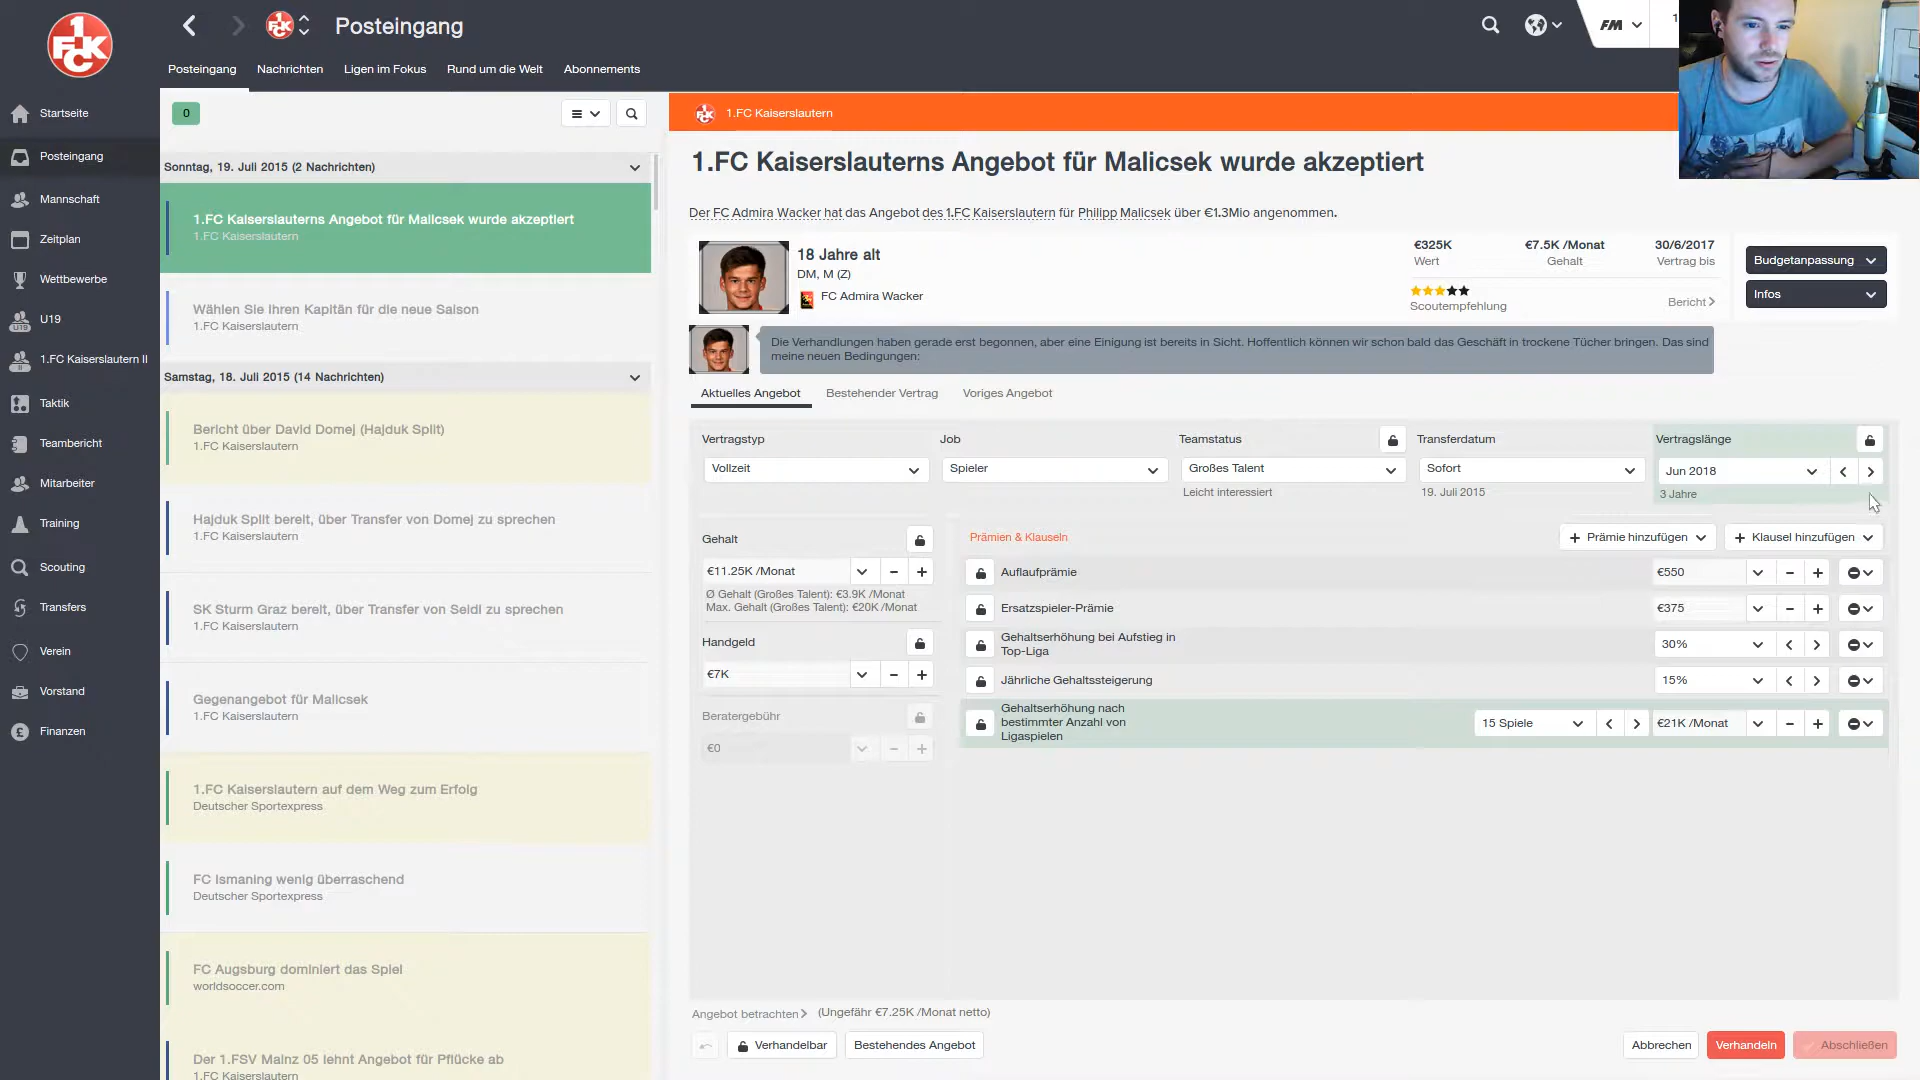 Posteingang
FM
Posteingang
Nachrichten
Ligen im Fokus
Rund um die Welt
Abonnements
Startseite
Posteingang
Mannschaft
Zeitplan
Wettbewerbe
U19
1.FC Kaiserslautern II
Taktik
Teambericht
Mitarbeiter
Training
Scouting
Transfers
Verein
Vorstand
Finanzen
0
Sonntag, 19. Juli 2015 (2 Nachrichten)
1.FC Kaiserslauterns Angebot für Malicsek wurde akzeptiert
1.FC Kaiserslautern
Wählen Sie Ihren Kapitän für die neue Saison
1.FC Kaiserslautern
Samstag, 18. Juli 2015 (14 Nachrichten)
Bericht über David Domej (Hajduk Split)
1.FC Kaiserslautern
Hajduk Split bereit, über Transfer von Domej zu sprechen
1.FC Kaiserslautern
SK Sturm Graz bereit, über Transfer von Seidl zu sprechen
1.FC Kaiserslautern
Gegenangebot für Malicsek
1.FC Kaiserslautern
1.FC Kaiserslautern auf dem Weg zum Erfolg
Deutscher Sportexpress
FC Ismaning wenig überraschend
Deutscher Sportexpress
FC Augsburg dominiert das Spiel
worldsoccer.com
Der 1.FSV Mainz 05 lehnt Angebot für Pflücke ab
1.FC Kaiserslautern
1.FC Kaiserslautern
1.FC Kaiserslauterns Angebot für Malicsek wurde akzeptiert
Der FC Admira Wacker hat das Angebot des 1.FC Kaiserslautern für Philipp Malicsek über €1.3Mio angenommen.
18 Jahre alt
DM, M (Z)
FC Admira Wacker
€325K
Wert
€7.5K /Monat
Gehalt
30/6/2017
Vertrag bis
Scoutempfehlung
Bericht
Budgetanpassung
Infos
Die Verhandlungen haben gerade erst begonnen, aber eine Einigung ist bereits in Sicht. Hoffentlich können wir schon bald das Geschäft in trockene Tücher bringen. Das sind
meine neuen Bedingungen:
Aktuelles Angebot
Bestehender Vertrag
Voriges Angebot
Vertragstyp
Vollzeit
Job
Spieler
Teamstatus
Großes Talent
Leicht interessiert
Transferdatum
Sofort
19. Juli 2015
Vertragslänge
Jun 2018
3 Jahre
Gehalt
€11.25K /Monat
Ø Gehalt (Großes Talent): €3.9K /Monat
Max. Gehalt (Großes Talent): €20K /Monat
Handgeld
€7K
Beratergebühr
€0
Prämien & Klauseln
+ Prämie hinzufügen
+ Klausel hinzufügen
Auflaufprämie
€550
Ersatzspieler-Prämie
€375
Gehaltserhöhung bei Aufstieg in
Top-Liga
30%
Jährliche Gehaltssteigerung
15%
Gehaltserhöhung nach
bestimmter Anzahl von
Ligaspielen
15 Spiele
€21K /Monat
Angebot betrachten
(Ungefähr €7.25K /Monat netto)
Verhandelbar
Bestehendes Angebot
Abbrechen
Verhandeln
Abschließen